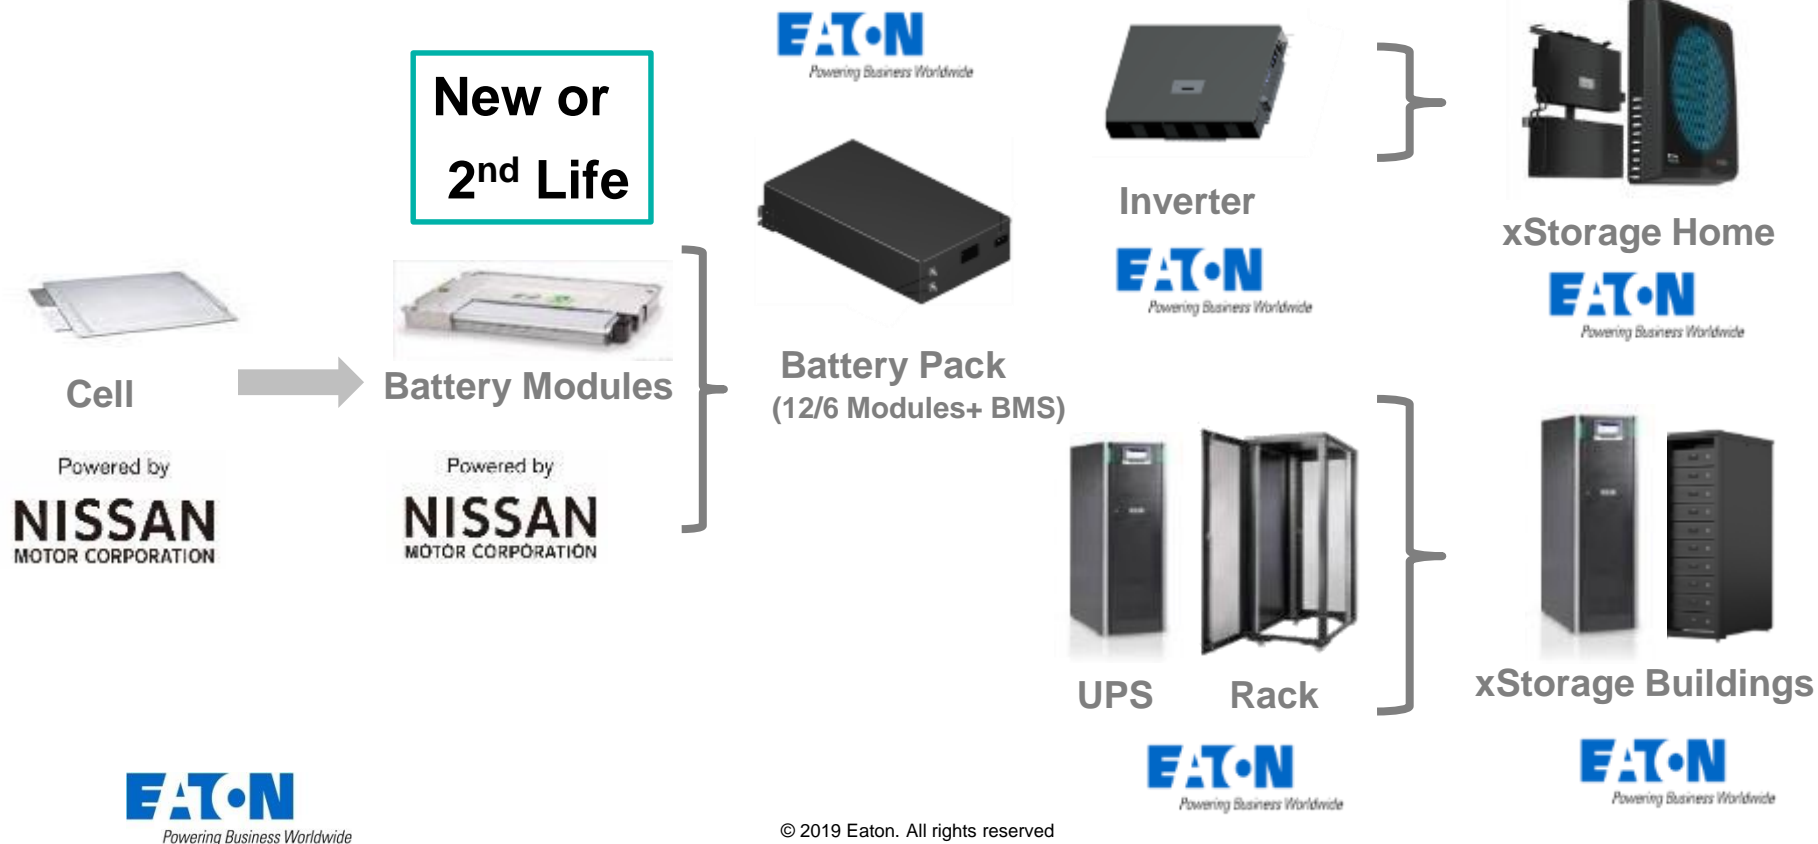 EATON
Powering Business Worldwide
New or
2nd Life
Inverter
EATON
Powering Business Worldwide
xStorage Home
EATON
Powering Business Worldwide
Cell
Battery Modules
Battery Pack
(12/6 Modules+ BMS)
Powered by
NISSAN
MOTOR CORPORATION
Powered by
NISSAN
MOTOR CORPORATION
UPS
Rack
xStorage Buildings
EATON
Powering Business Worldwide
EATON
Powering Business Worldwide
EATON
Powering Business Worldwide
© 2019 Eaton. All rights reserved